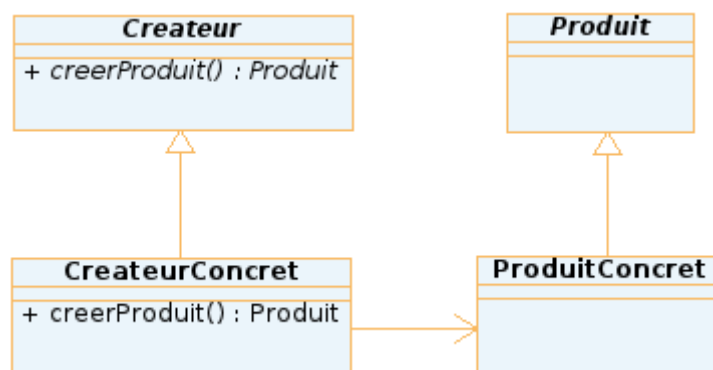 Createur
+ creerProduit() : Produit
Produit
CreateurConcret
+ creerProduit() : Produit
ProduitConcret